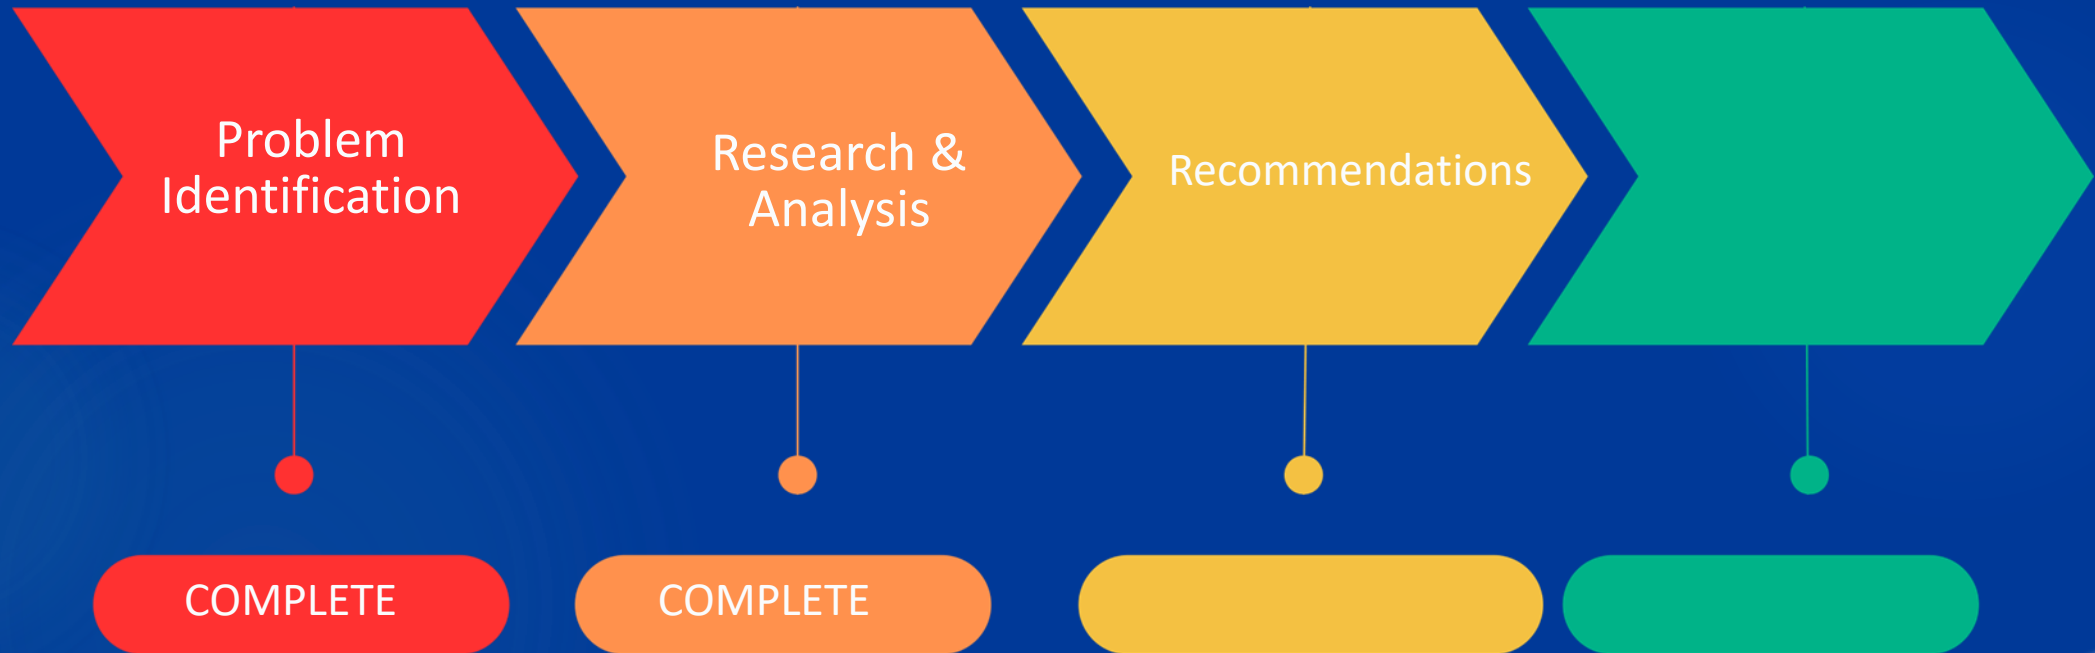 Problem
Identification
Research &
Analysis
Recommendations
COMPLETE
COMPLETE